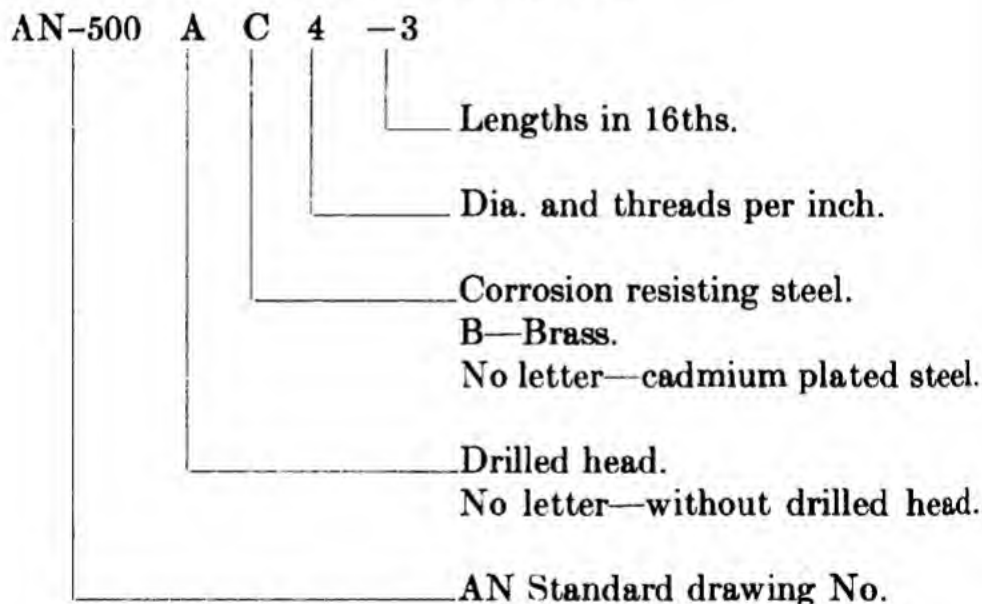 AN-500 A C 4 -3
Lengths in 16ths.
Dia. and threads per inch.
Corrosion resisting steel.
B—Brass.
No letter—cadmium plated steel.
Drilled head.
No letter—without drilled head.
AN Standard drawing No.